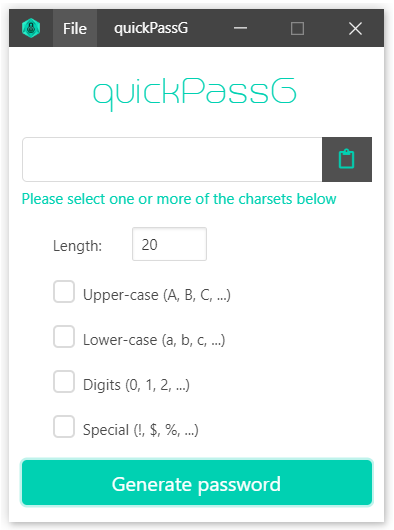 File quickPassG
quickPassG
Please select one or more of the charsets below
Length: 20
Upper-case (A, B, C, ...)
Lower-case (a, b, c, ...)
Digits (0, 1, 2, ...)
Special (!, $, %, ...)
Generate password